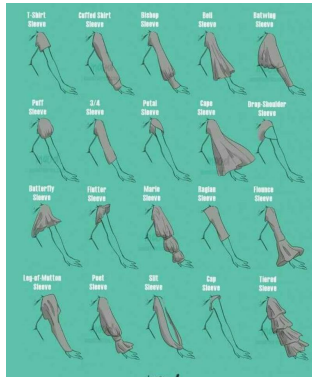 T-Shirt Cuffed Shirt Bishop Bell Batwing
Sleeve Sleeve Sleeve Sleeve Sleeve
Puff 3/4 Petal Cape Drop-Shoulder
Sleeve Sleeve Sleeve Sleeve Sleeve
Butterfly Flutter Marie Raglan Flounce
Sleeve Sleeve Sleeve Sleeve Sleeve
Leg-of-Mutton Poet Slit Cap Tiered
Sleeve Sleeve Sleeve Sleeve Sleeve